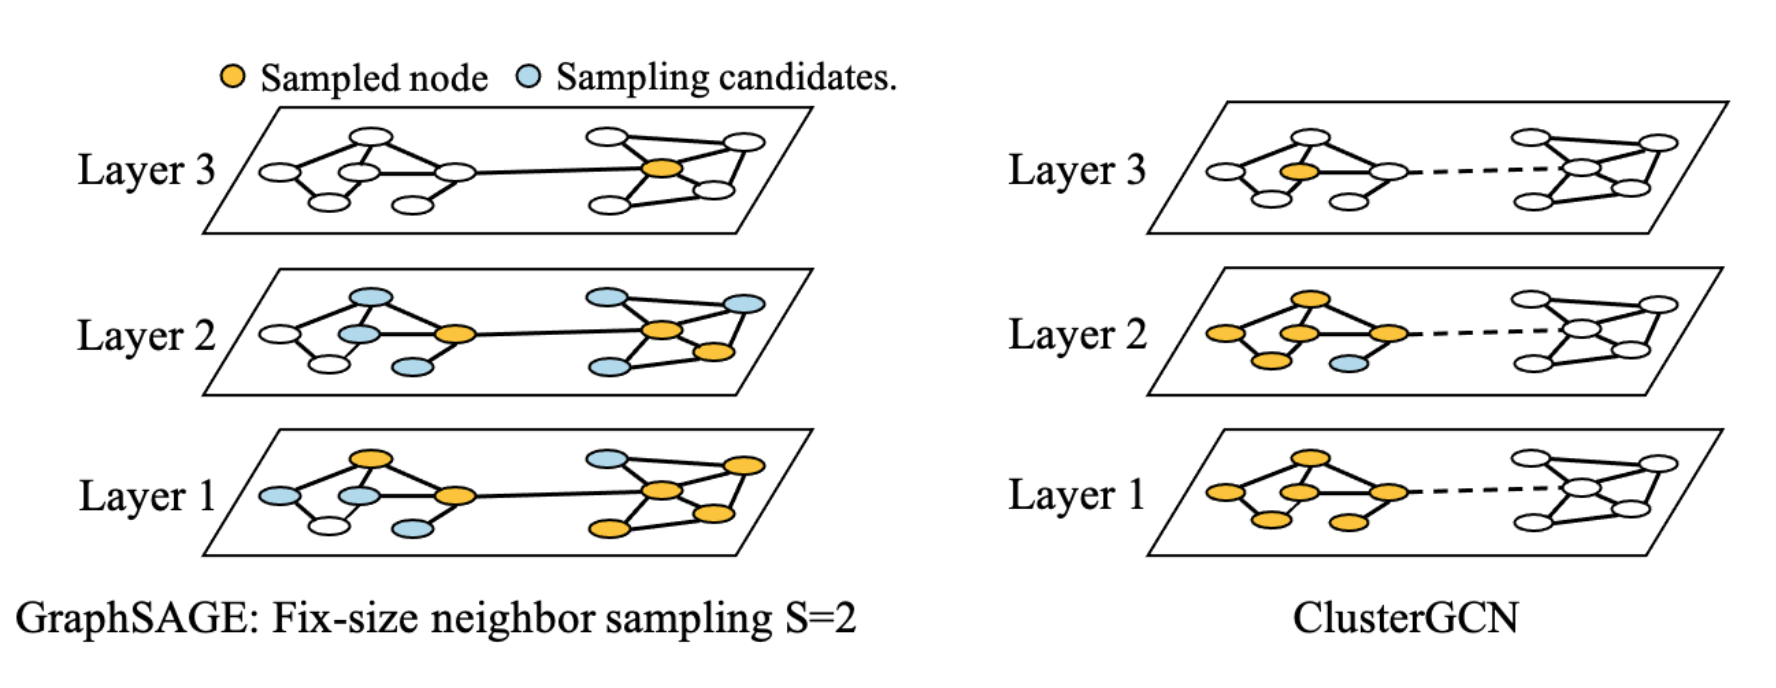 Sampled node Sampling candidates.
Layer 3
Layer 3
Layer 2
Layer 2
Layer 1
Layer 1
GraphSAGE: Fix-size neighbor sampling S=2
ClusterGCN